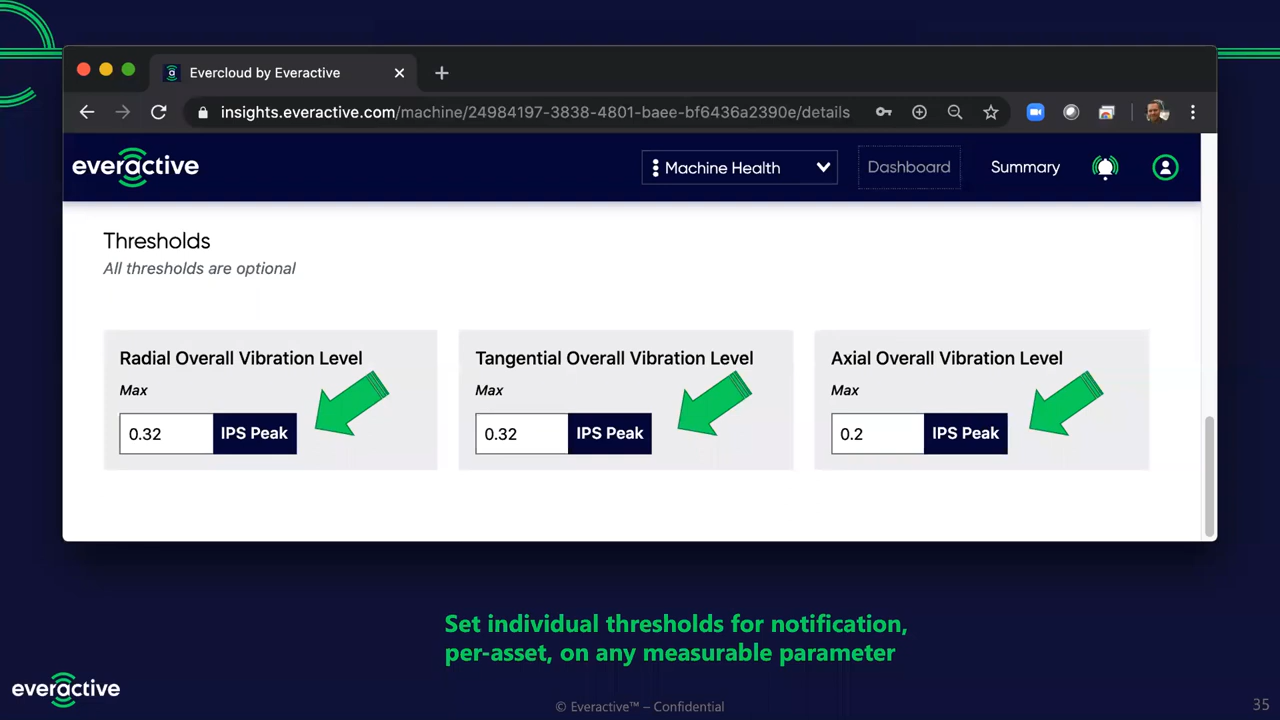 Evercloud by Everactive
insights.everactive.com/machine/24984197-3838-4801-baee-bf6436a2390e/details
everactive
Machine Health
Dashboard
Summary
Thresholds
All thresholds are optional
Radial Overall Vibration Level
Max
0.32 IPS Peak
Tangential Overall Vibration Level
Max
0.32 IPS Peak
Axial Overall Vibration Level
Max
0.2 IPS Peak
Set individual thresholds for notification,
per-asset, on any measurable parameter
everactive
© Everactive™ – Confidential
35